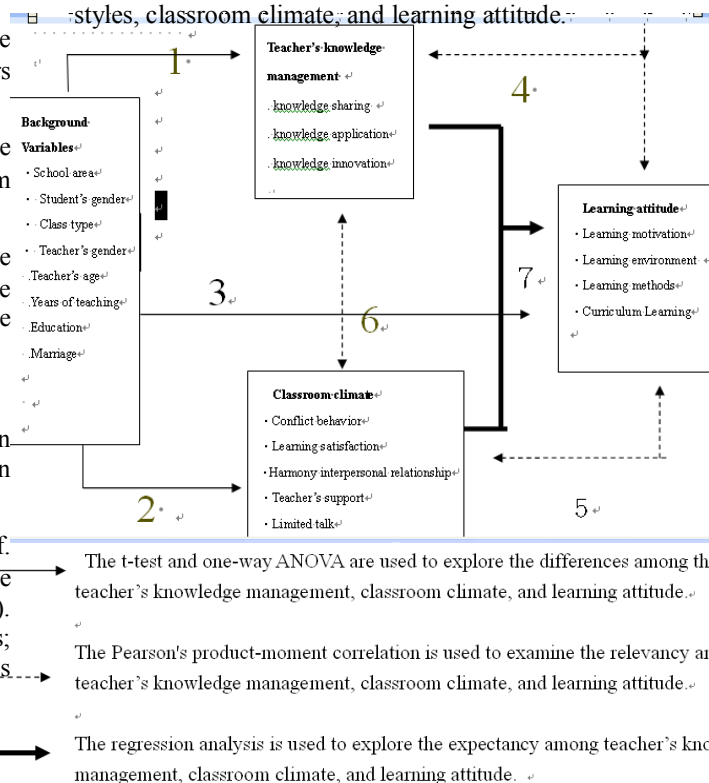 styles, classroom climate, and learning attitude.
1
Teacher's knowledge
management
. knowledge sharing
. knowledge application
. knowledge innovation
4
Background
Variables
· School area
· Student's gender
· Class type
· Teacher's gender
.Teacher's age
.Years of teaching
.Education
.Marriage
Learning attitude
· Learning motivation
· Learning environment
· Learning methods
· Curriculum Learning
3
6
7
Classroom climate
· Conflict behavior
· Learning satisfaction
· Harmony interpersonal relationship
· Teacher's support
· Limited talk
2
5
The t-test and one-way ANOVA are used to explore the differences among
teacher's knowledge management, classroom climate, and learning attitude.
The Pearson's product-moment correlation is used to examine the relevancy
teacher's knowledge management, classroom climate, and learning attitude.
The regression analysis is used to explore the expectancy among teacher's
management, classroom climate, and learning attitude.